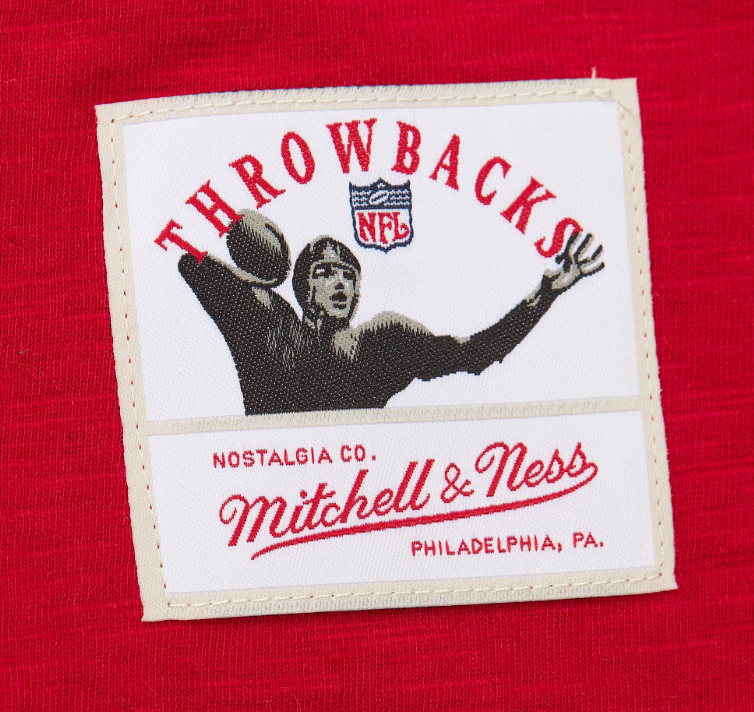 THROWBACKS
NFL
NOSTALGIA CO.
Mitchell & Ness
PHILADELPHIA, PA.